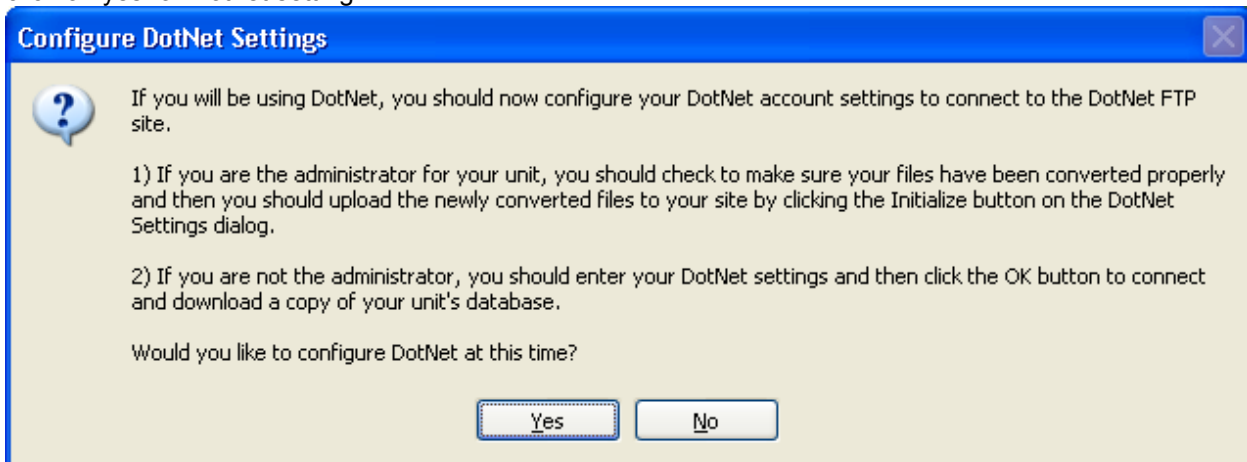 Configure DotNet Settings
If you will be using DotNet, you should now configure your DotNet account settings to connect to the DotNet FTP
site.
1) If you are the administrator for your unit, you should check to make sure your files have been converted properly
and then you should upload the newly converted files to your site by clicking the Initialize button on the DotNet
Settings dialog.
2) If you are not the administrator, you should enter your DotNet settings and then click the OK button to connect
and download a copy of your unit's database.
Would you like to configure DotNet at this time?
Yes
No